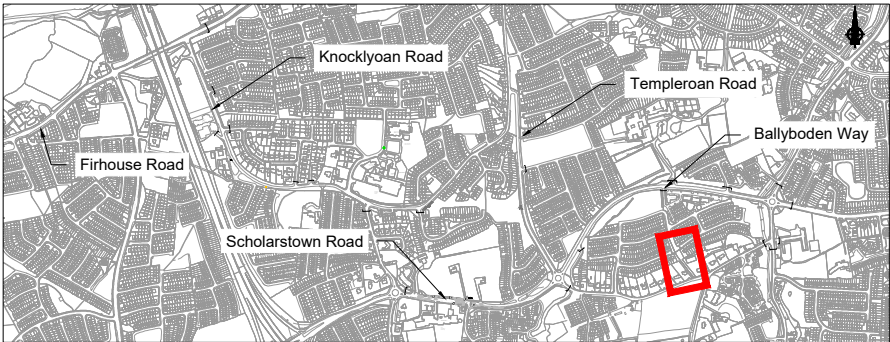 Knocklyoan Road
Templeroan Road
Ballyboden Way
Firhouse Road
Scholarstown Road